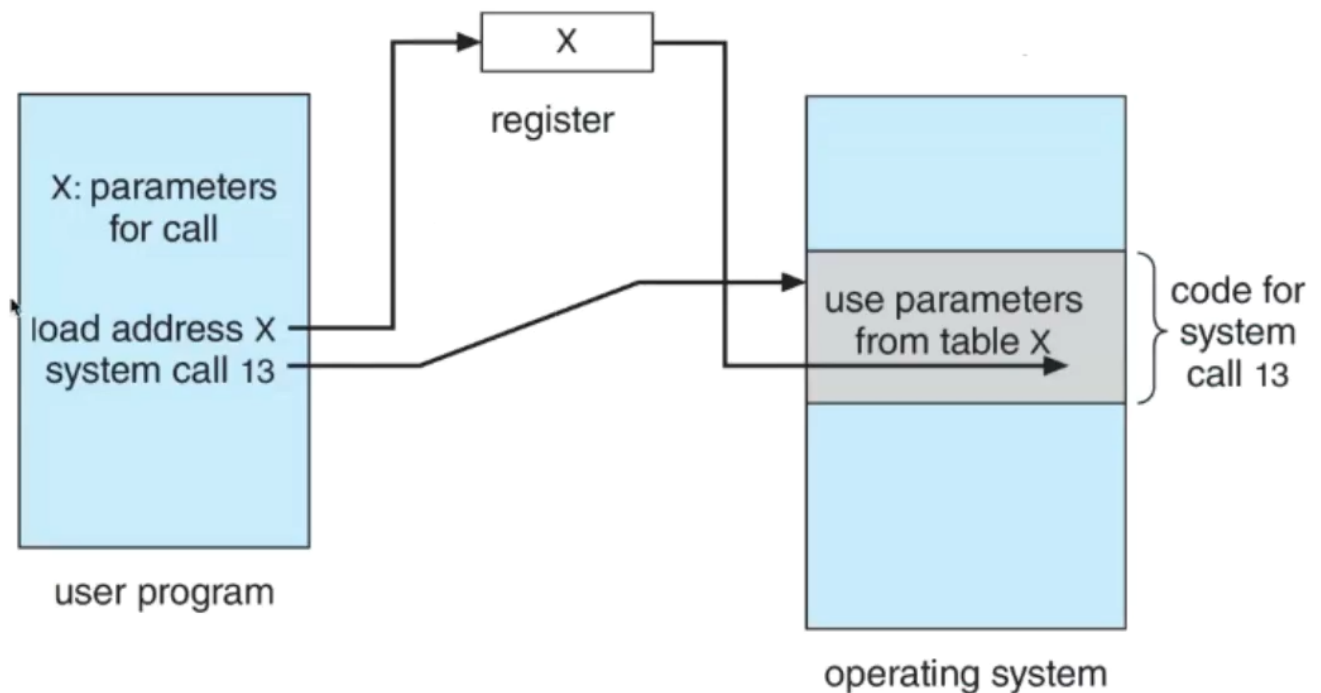 X
register
X: parameters
for call
load address X
system call 13
user program
use parameters
from table X
code for
system
call 13
operating system